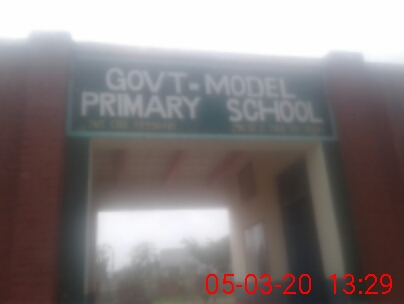 GOVT-MODEL
PRIMARY SCHOOL
05-03-20 13:29